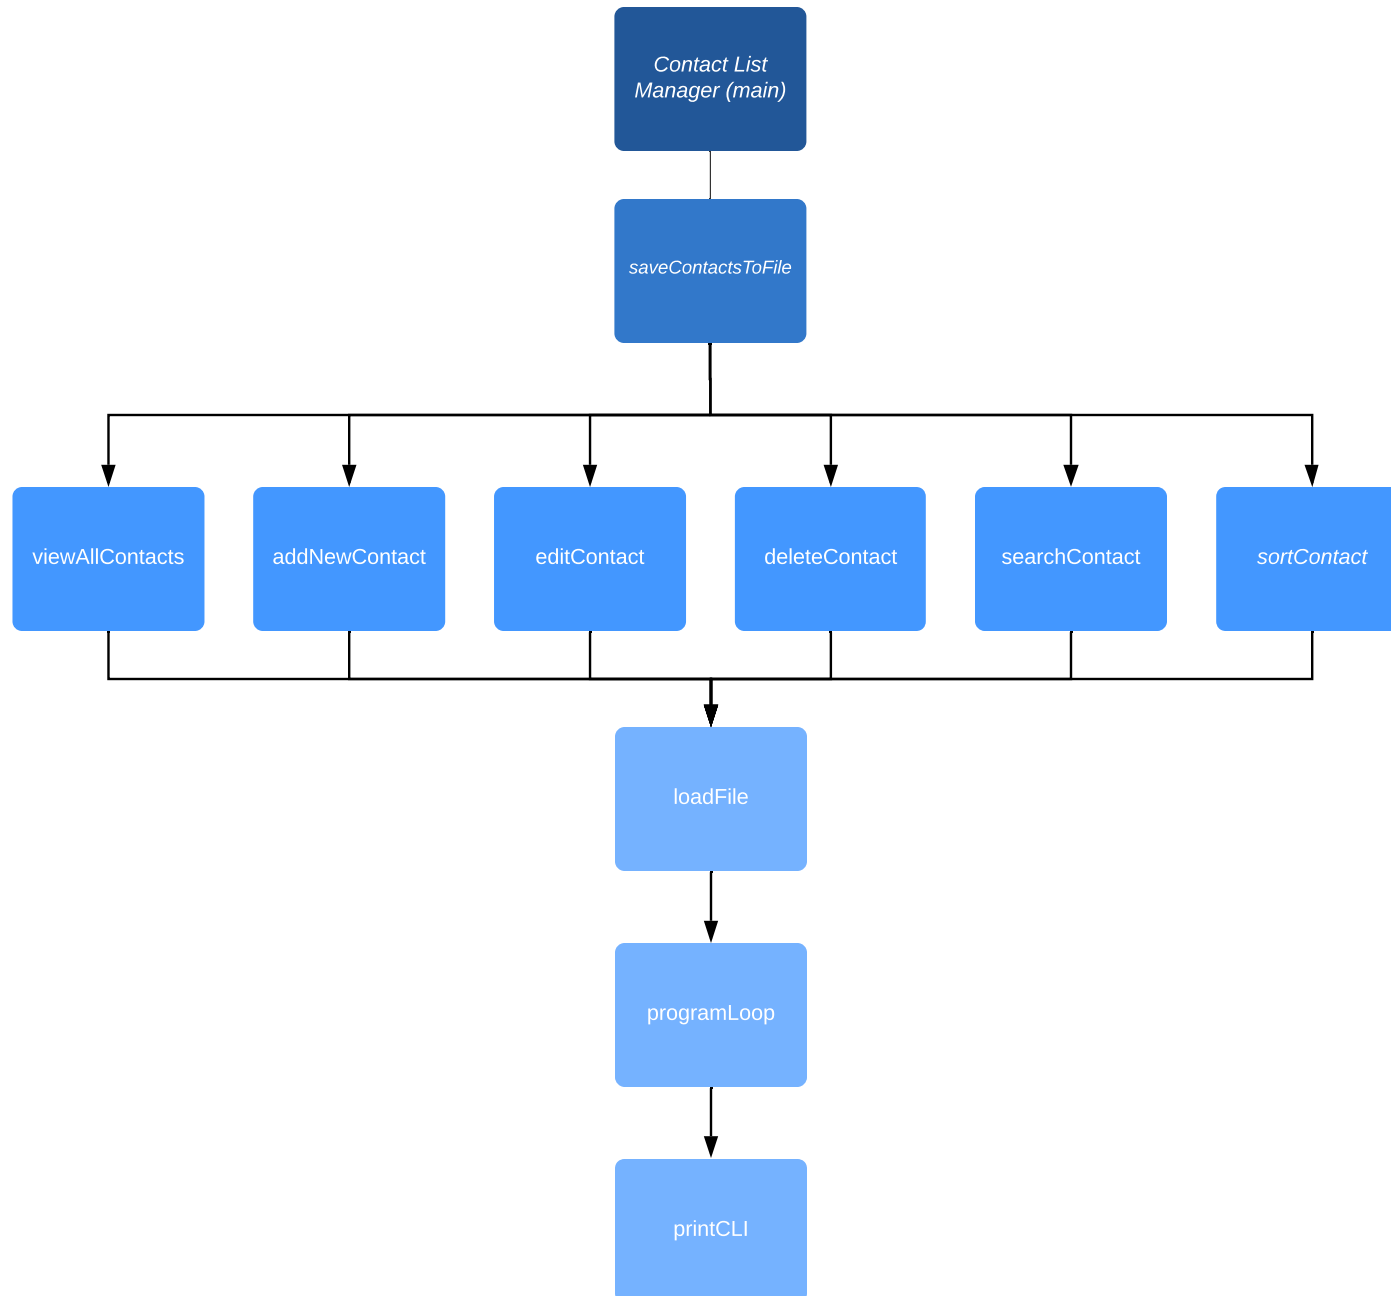 Contact List
Manager (main)
saveContactsToFile
viewAllContacts
addNewContact
editContact
deleteContact
searchContact
sortContact
loadFile
programLoop
printCLI